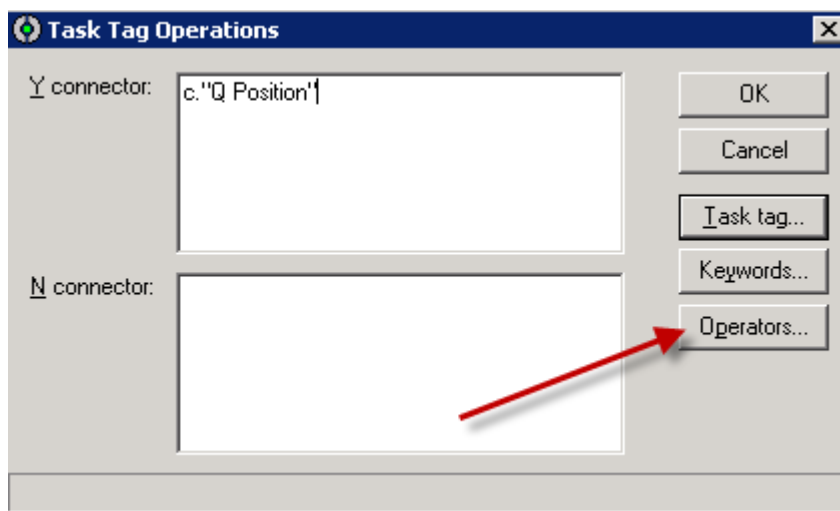 Task Tag Operations
Y connector:
c."Q Position"
OK
Cancel
Task tag...
Keywords...
N connector:
Operators...